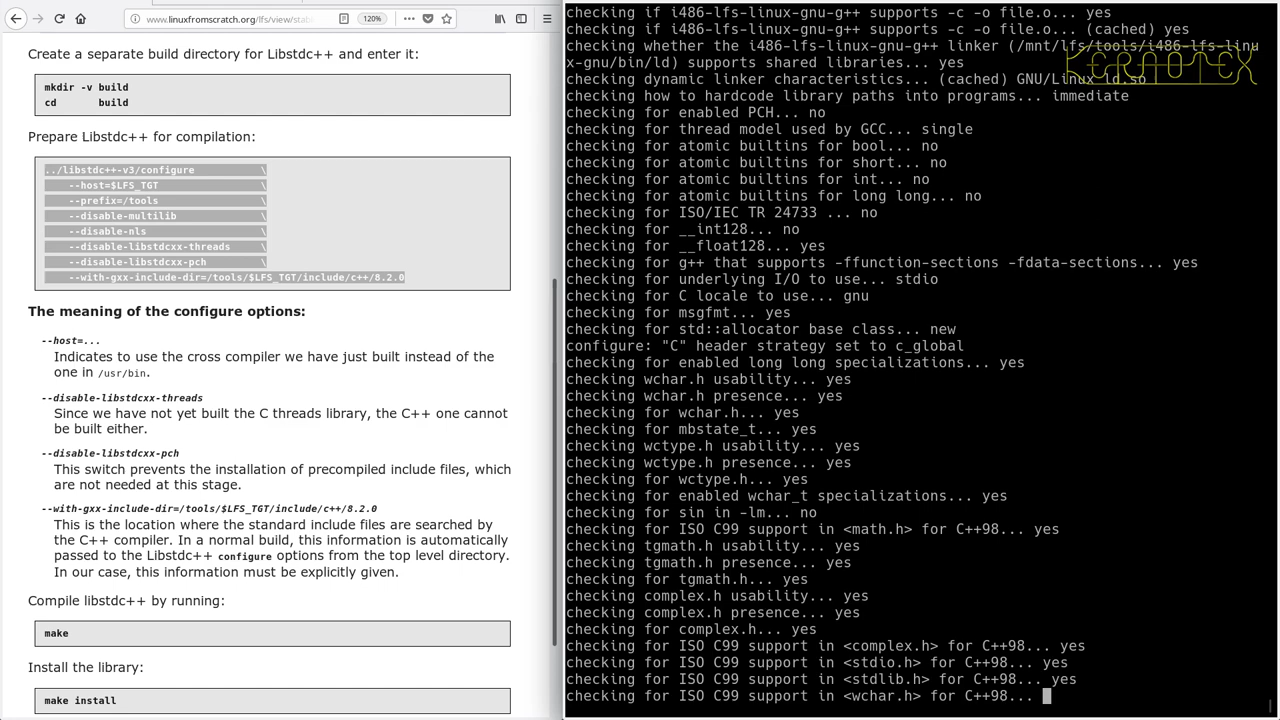 www.linuxfromscratch.org/lfs/view/stab
120%
Create a separate build directory for Libstdc++ and enter it:
mkdir -v build
cd      build
Prepare Libstdc++ for compilation:
../libstdc++-v3/configure           \
    --host=$LFS_TGT                 \
    --prefix=/tools                 \
    --disable-multilib              \
    --disable-nls                   \
    --disable-libstdcxx-threads     \
    --disable-libstdcxx-pch         \
    --with-gxx-include-dir=/tools/$LFS_TGT/include/c++/8.2.0
The meaning of the configure options:
--host=...
Indicates to use the cross compiler we have just built instead of the
one in /usr/bin.
--disable-libstdcxx-threads
Since we have not yet built the C threads library, the C++ one cannot
be built either.
--disable-libstdcxx-pch
This switch prevents the installation of precompiled include files, which
are not needed at this stage.
--with-gxx-include-dir=/tools/$LFS_TGT/include/c++/8.2.0
This is the location where the standard include files are searched by
the C++ compiler. In a normal build, this information is automatically
passed to the Libstdc++ configure options from the top level directory.
In our case, this information must be explicitly given.
Compile libstdc++ by running:
make
Install the library:
make install
checking if i486-lfs-linux-gnu-g++ supports -c -o file.o... yes
checking if i486-lfs-linux-gnu-g++ supports -c -o file.o... (cached) yes
checking whether the i486-lfs-linux-gnu-g++ linker (/mnt/lfs/tools/i486-lfs-linu
x-gnu/bin/ld) supports shared libraries... yes
checking dynamic linker characteristics... (cached) GNU/Linux ld.so
checking how to hardcode library paths into programs... immediate
checking for enabled PCH... no
checking for thread model used by GCC... single
checking for atomic builtins for bool... no
checking for atomic builtins for short... no
checking for atomic builtins for int... no
checking for atomic builtins for long long... no
checking for ISO/IEC TR 24733 ... no
checking for __int128... no
checking for __float128... yes
checking for g++ that supports -ffunction-sections -fdata-sections... yes
checking for underlying I/O to use... stdio
checking for C locale to use... gnu
checking for msgfmt... yes
checking for std::allocator base class... new
configure: "C" header strategy set to c_global
checking for enabled long long specializations... yes
checking wchar.h usability... yes
checking wchar.h presence... yes
checking for wchar.h... yes
checking for mbstate_t... yes
checking wctype.h usability... yes
checking wctype.h presence... yes
checking for wctype.h... yes
checking for enabled wchar_t specializations... yes
checking for sin in -lm... no
checking for ISO C99 support in <math.h> for C++98... yes
checking tgmath.h usability... yes
checking tgmath.h presence... yes
checking for tgmath.h... yes
checking complex.h usability... yes
checking complex.h presence... yes
checking for complex.h... yes
checking for ISO C99 support in <complex.h> for C++98... yes
checking for ISO C99 support in <stdio.h> for C++98... yes
checking for ISO C99 support in <stdlib.h> for C++98... yes
checking for ISO C99 support in <wchar.h> for C++98...